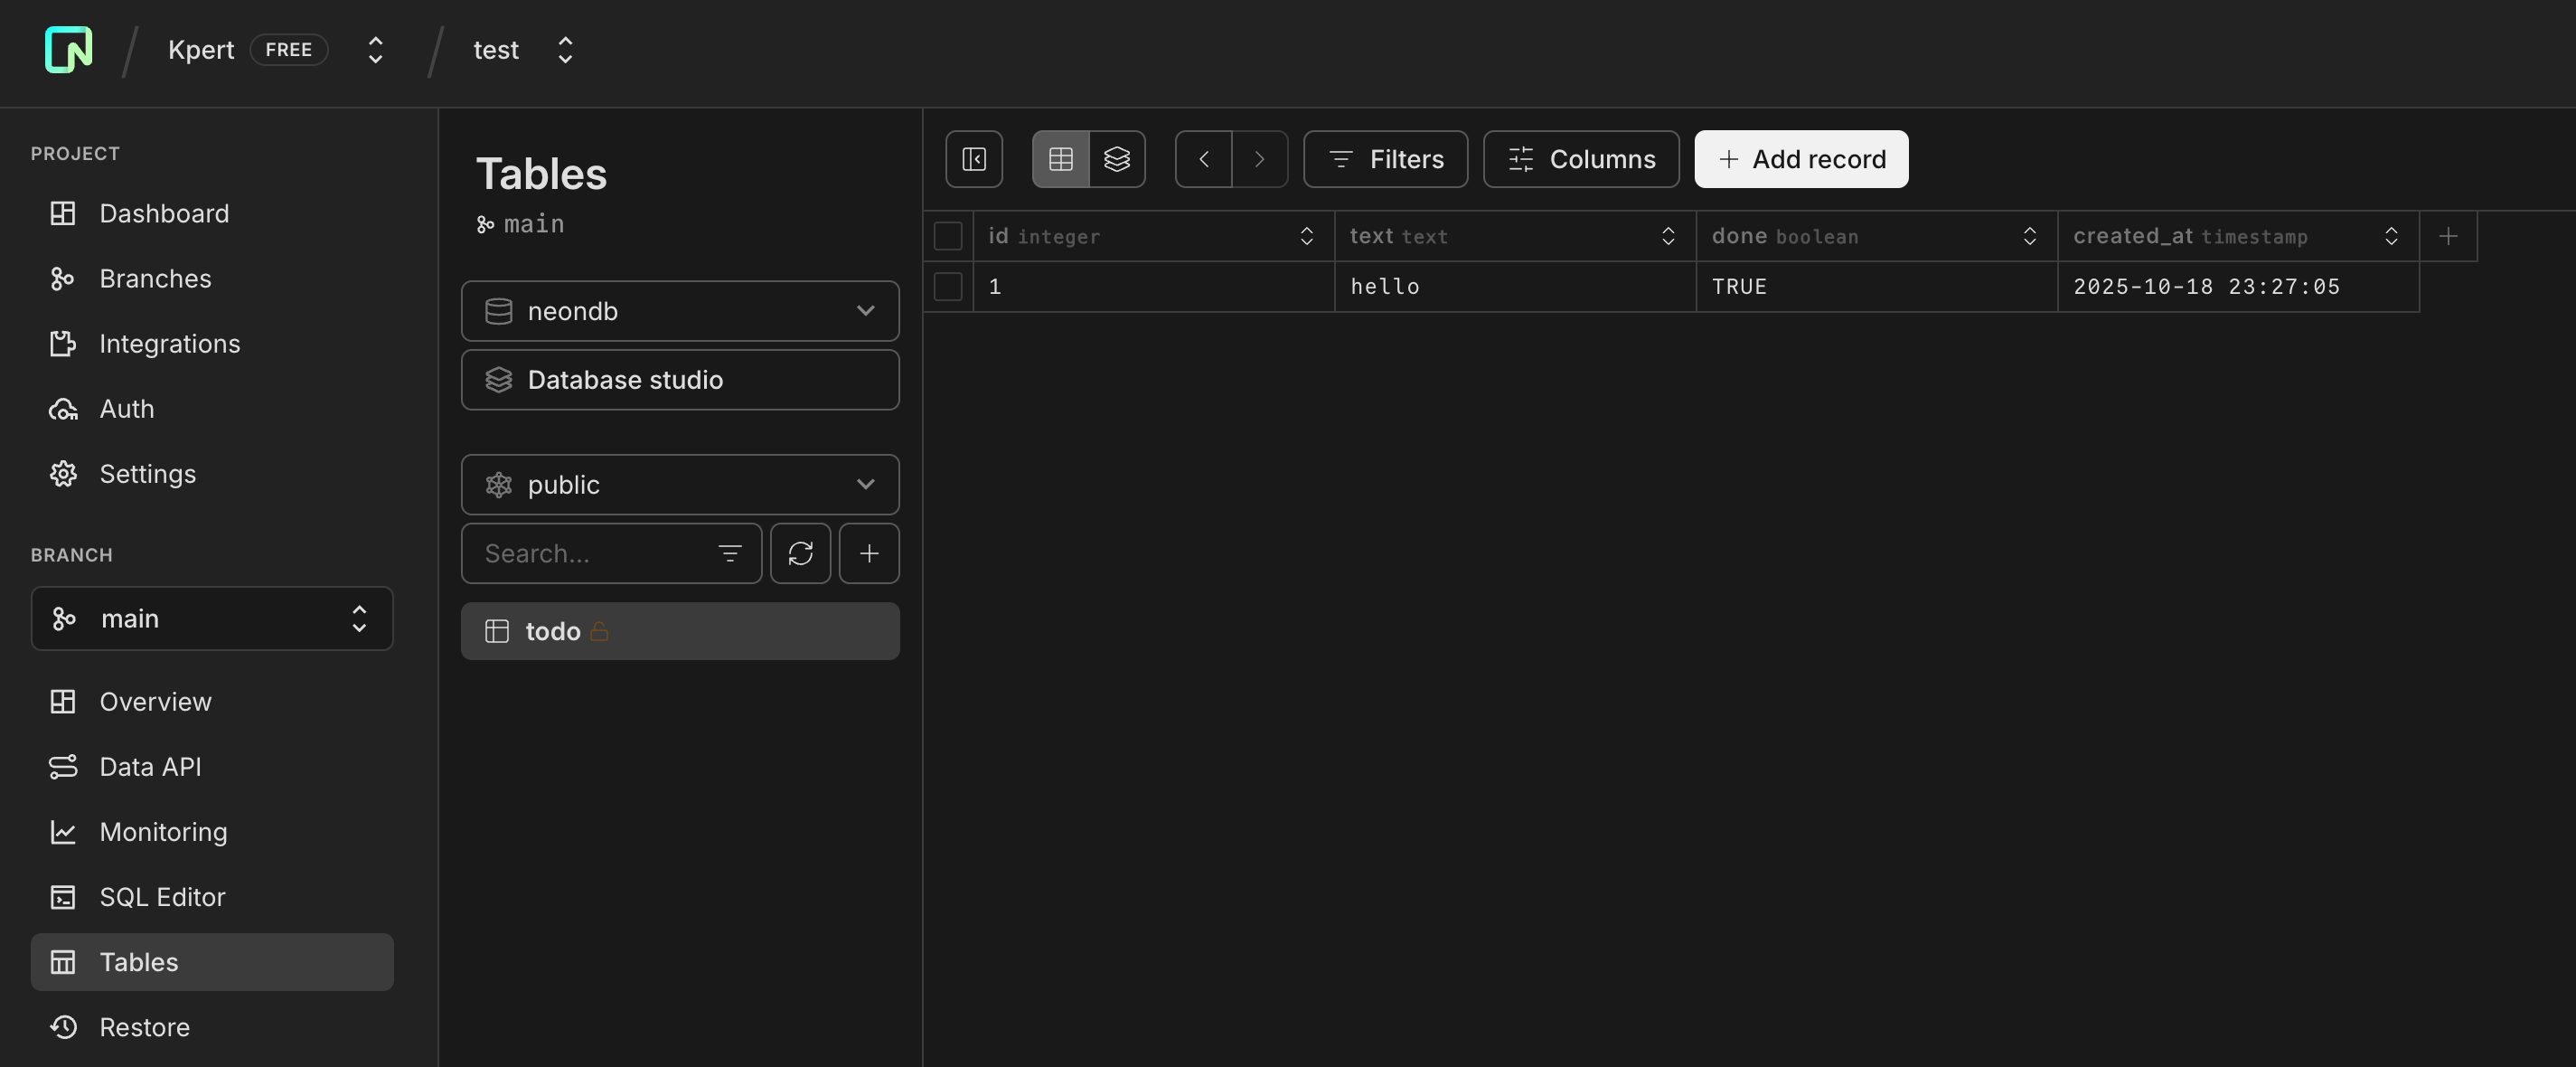 Kpert FREE
test
PROJECT
Dashboard
Branches
Integrations
Auth
Settings
BRANCH
main
Overview
Data API
Monitoring
SQL Editor
Tables
Restore
Tables
main
neondb
Database studio
public
Search...
todo
Filters
Columns
Add record
id integer
text text
done boolean
created_at timestamp
1
hello
TRUE
2025-10-18 23:27:05